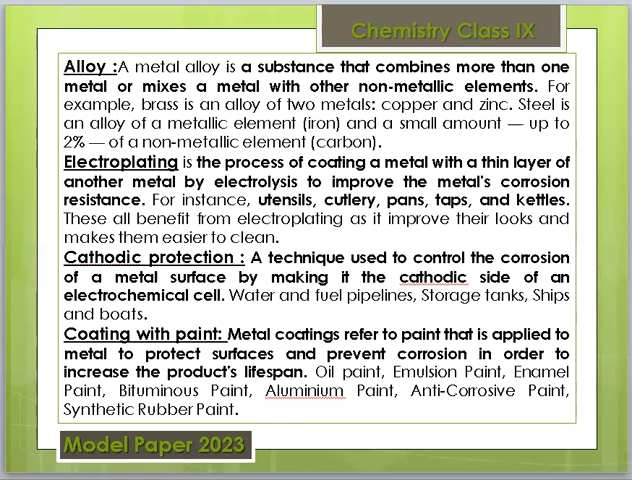 Chemistry Class IX
Alloy :A metal alloy is a substance that combines more than one
metal or mixes a metal with other non-metallic elements. For
example, brass is an alloy of two metals: copper and zinc. Steel is
an alloy of a metallic element (iron) and a small amount — up to
2% — of a non-metallic element (carbon).
Electroplating is the process of coating a metal with a thin layer of
another metal by electrolysis to improve the metal's corrosion
resistance. For instance, utensils, cutlery, pans, taps, and kettles.
These all benefit from electroplating as it improve their looks and
makes them easier to clean.
Cathodic protection : A technique used to control the corrosion
of a metal surface by making it the cathodic side of an
electrochemical cell. Water and fuel pipelines, Storage tanks, Ships
and boats.
Coating with paint: Metal coatings refer to paint that is applied to
metal to protect surfaces and prevent corrosion in order to
increase the product's lifespan. Oil paint, Emulsion Paint, Enamel
Paint, Bituminous Paint, Aluminium Paint, Anti-Corrosive Paint,
Synthetic Rubber Paint.
Model Paper 2023